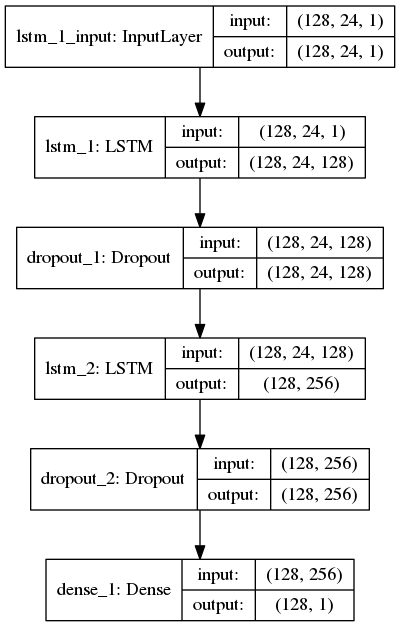 lstm_1_input: InputLayer
input: (128, 24, 1)
output: (128, 24, 1)
lstm_1: LSTM
input: (128, 24, 1)
output: (128, 24, 128)
dropout_1: Dropout
input: (128, 24, 128)
output: (128, 24, 128)
lstm_2: LSTM
input: (128, 24, 128)
output: (128, 256)
dropout_2: Dropout
input: (128, 256)
output: (128, 256)
dense_1: Dense
input: (128, 256)
output: (128, 1)